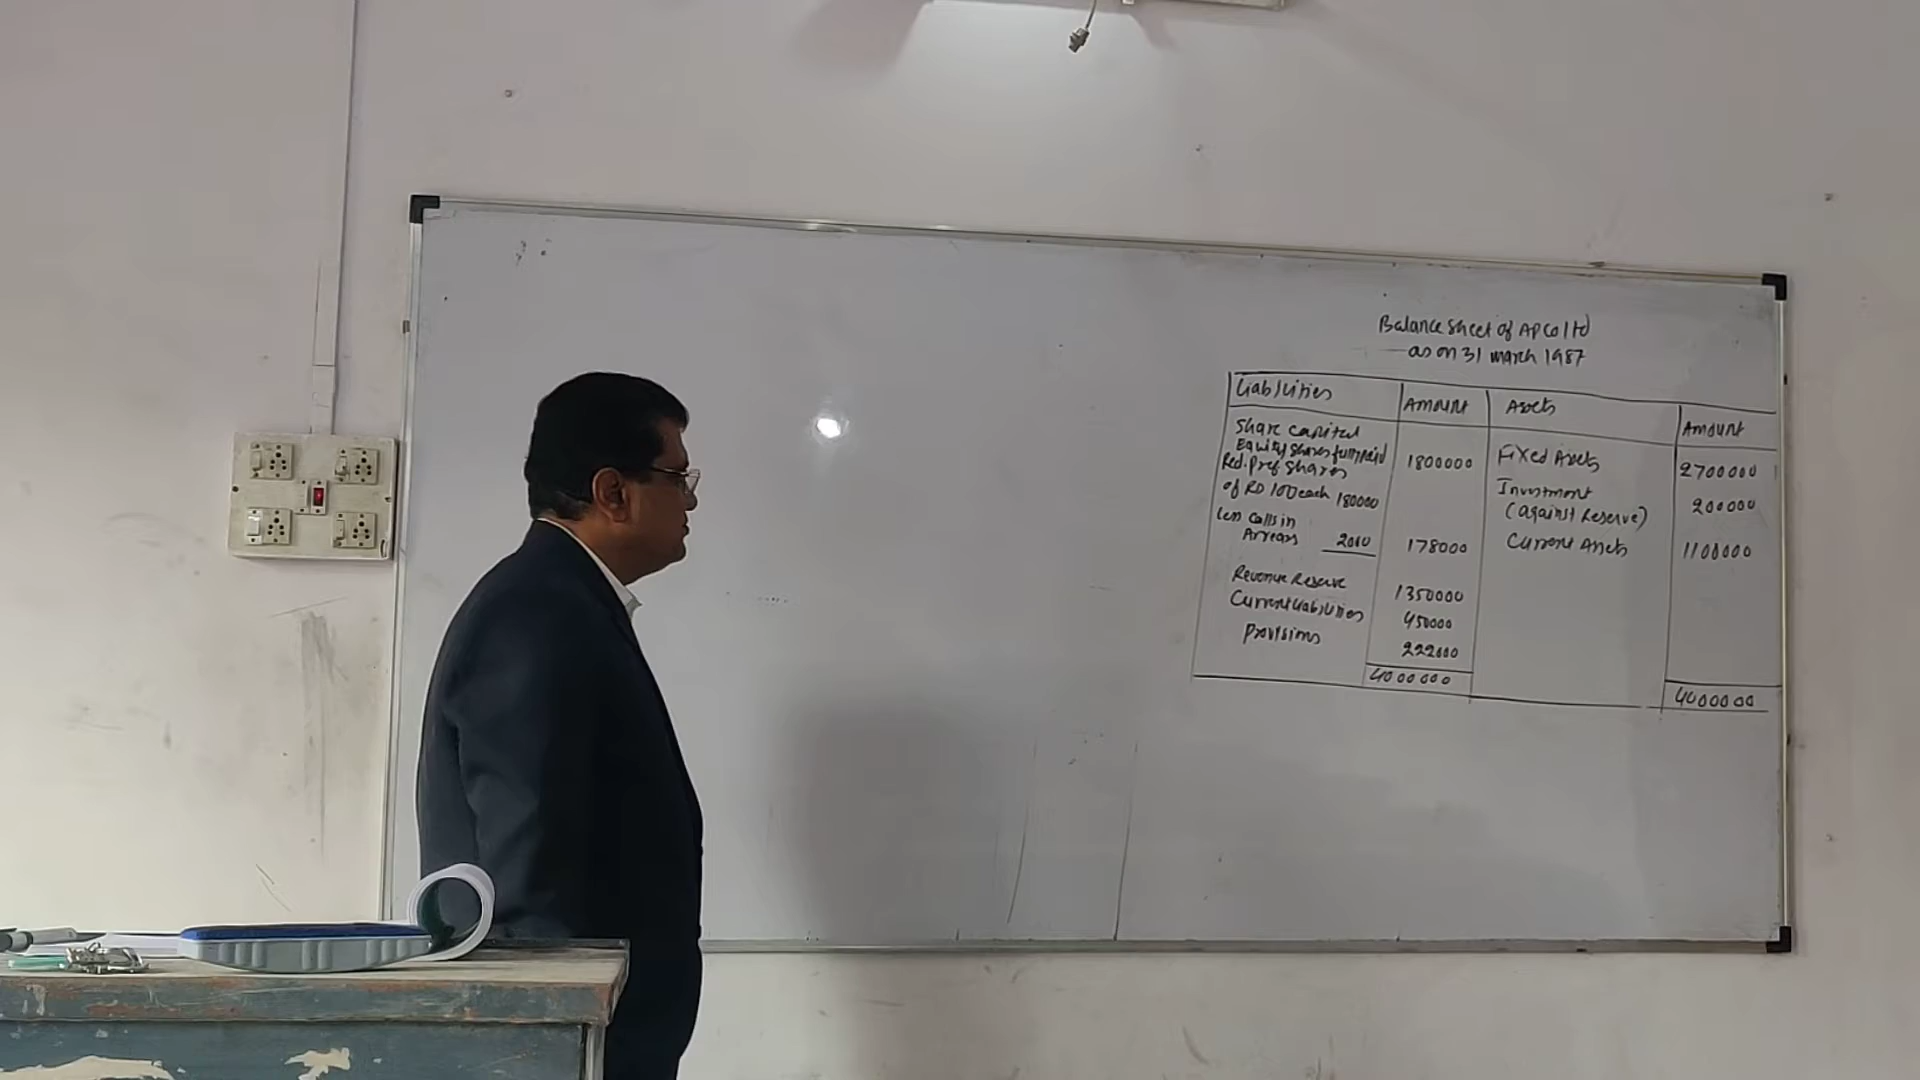 Balance Sheet of AP Co ltd
as on 31 march 1987
Liabilities Amount Assets Amount
Share capital
Equity shares fully paid 1800000 Fixed Assets 2700000
Red. Pref shares
of RS 100 each 180000 Investment 200000
(against Reserve)
Less calls in
Arrears 2000 178000 Current Assets 1100000
Revenue Reserve 1350000
Current liabilities 450000
Provisions 222000
4000000 4000000